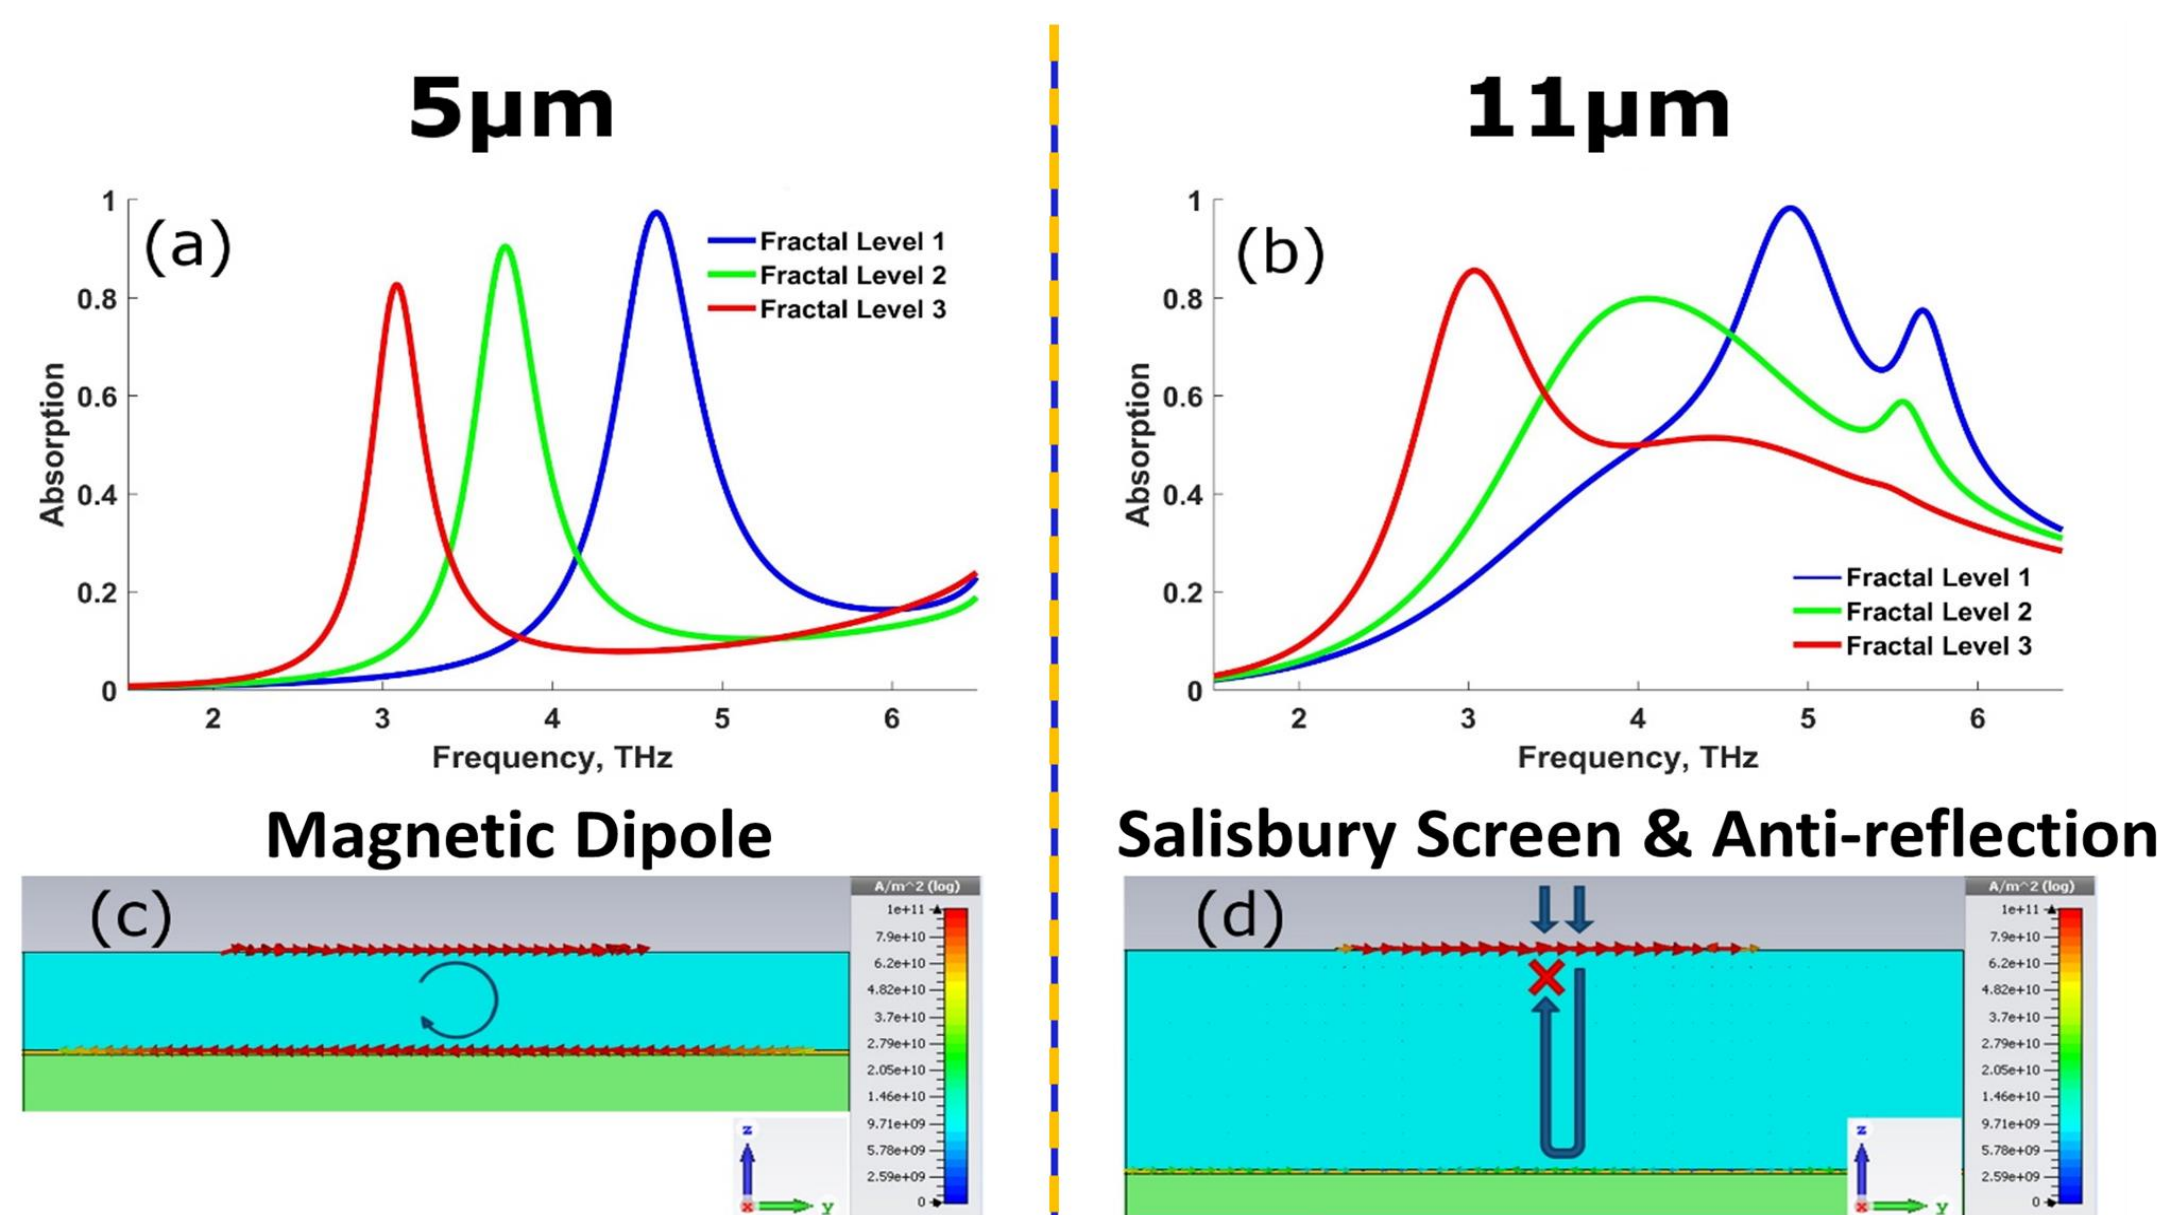 5µm
11µm
(a)
Fractal Level 1
Fractal Level 2
Fractal Level 3
1
0.8
0.6
0.4
0.2
0
Absorption
2 3 4 5 6
Frequency, THz
(b)
1
0.8
0.6
0.4
0.2
0
Absorption
Fractal Level 1
Fractal Level 2
Fractal Level 3
2 3 4 5 6
Frequency, THz
Magnetic Dipole
Salisbury Screen & Anti-reflection
(c)
A/m^2 (log)
1e+11
7.9e+10
6.2e+10
4.82e+10
3.7e+10
2.79e+10
2.05e+10
1.46e+10
9.71e+09
5.78e+09
2.59e+09
0
z
x
y
(d)
A/m^2 (log)
1e+11
7.9e+10
6.2e+10
4.82e+10
3.7e+10
2.79e+10
2.05e+10
1.46e+10
9.71e+09
5.78e+09
2.59e+09
0
z
x
y